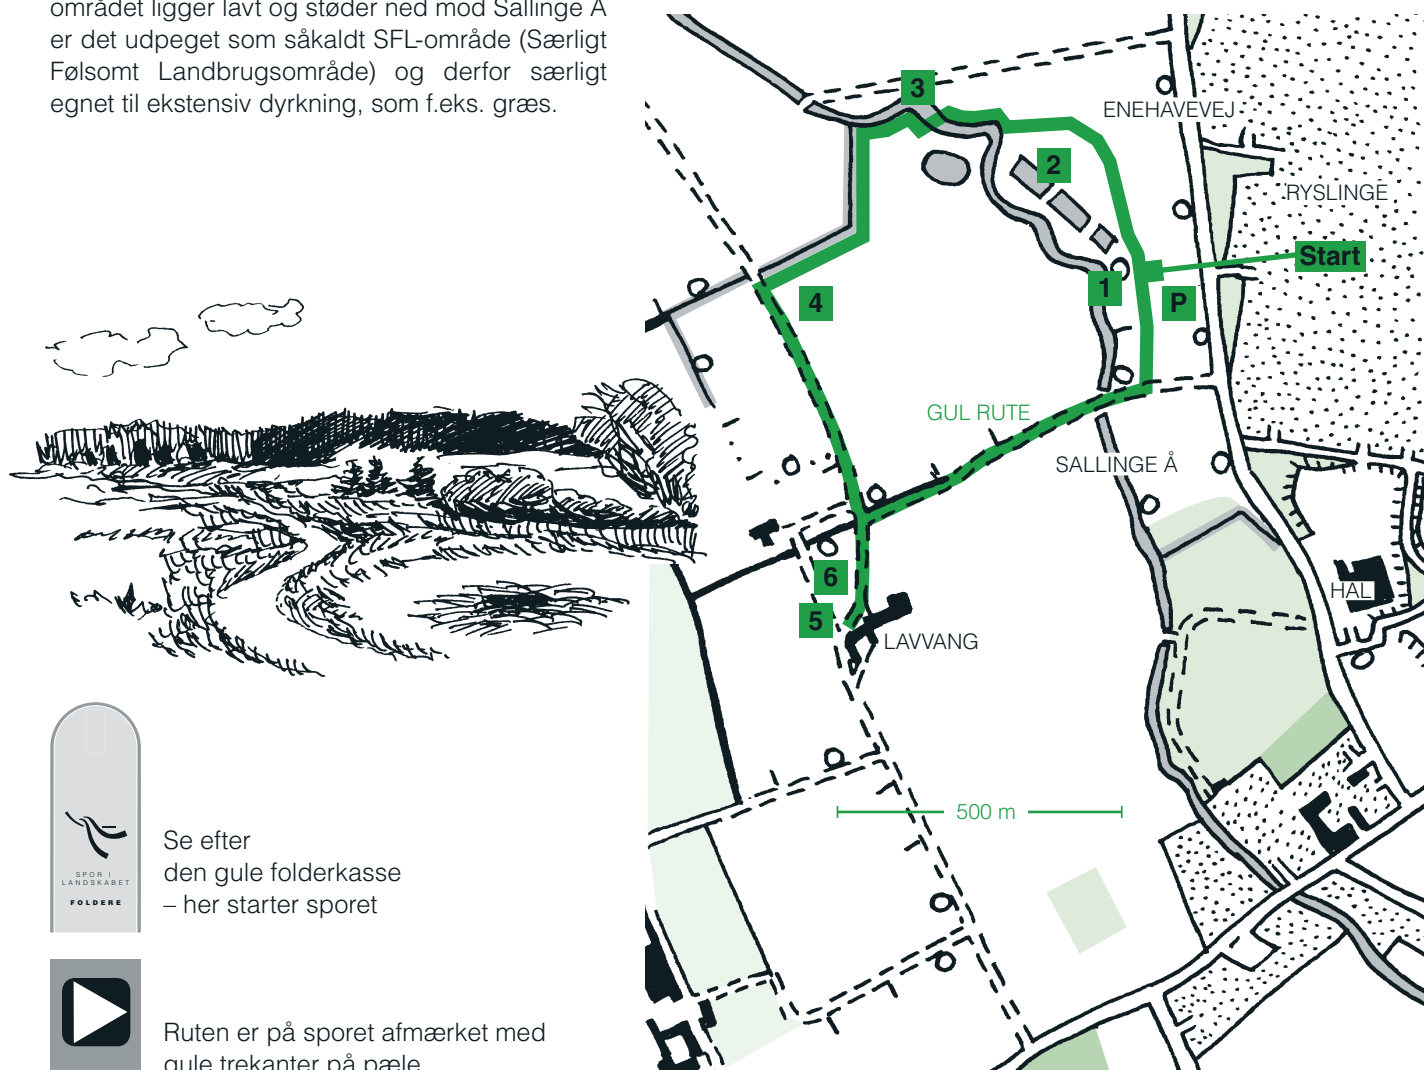 området ligger lavt og støder ned mod Sallinge Å
er det udpeget som såkaldt SFL-område (Særligt
Følsomt Landbrugsområde) og derfor særligt
egnet til ekstensiv dyrkning, som f.eks. græs.
3
ENEHAVEVEJ
2
RYSLINGE
Start
1
P
4
GUL RUTE
SALLINGE Å
6
HAL
5
LAVVANG
500 m
SPOR I
LANDSKABET
FOLDERE
Se efter
den gule folderkasse
– her starter sporet
Ruten er på sporet afmærket med
gule trekanter på pæle